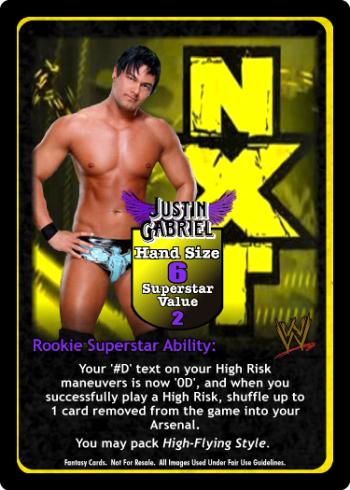 NXT
JUSTIN
GABRIEL
Hand Size
6
Superstar
Value
2
W
Rookie Superstar Ability:
Your '#D' text on your High Risk
maneuvers is now '0D', and when you
successfully play a High Risk, shuffle up to
1 card removed from the game into your
Arsenal.
You may pack High-Flying Style.
Fantasy Cards. Not For Resale. All Images Used Under Fair Use Guidelines.